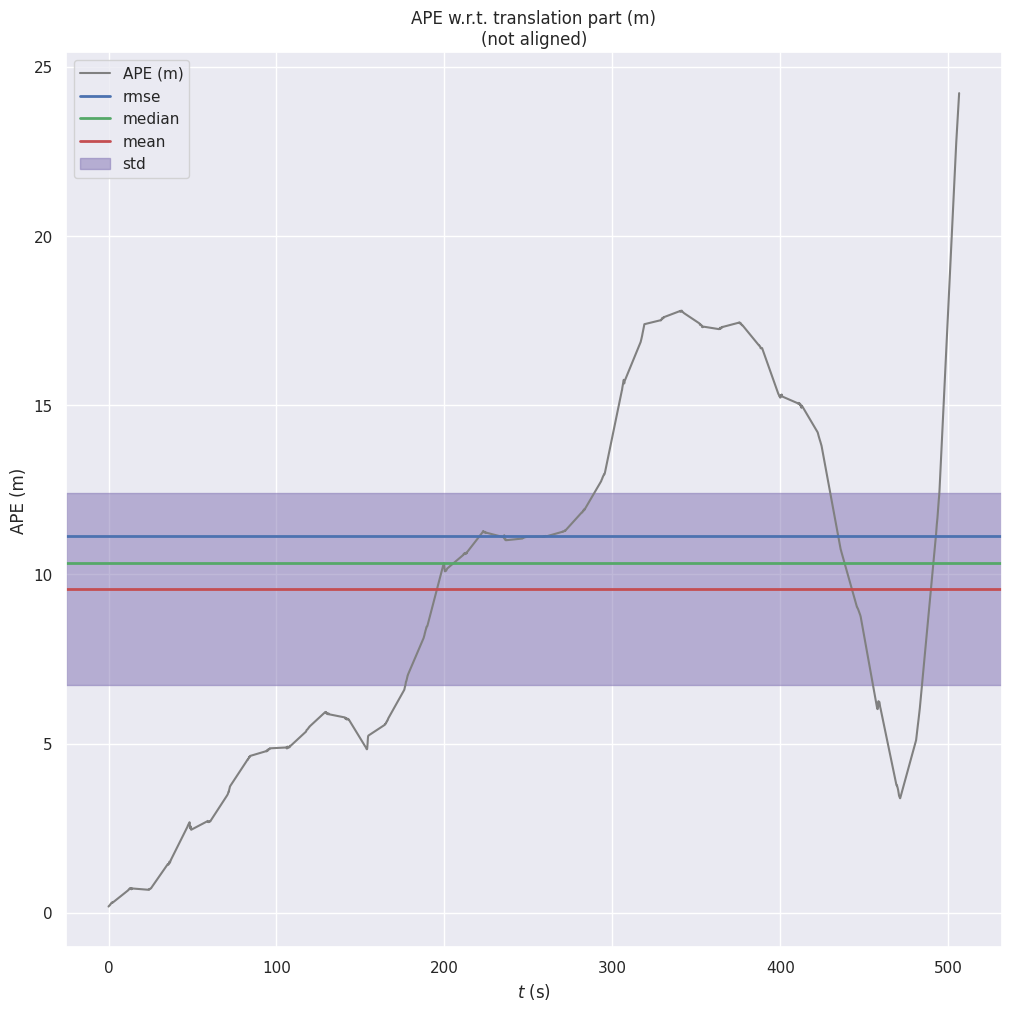 APE w.r.t. translation part (m)
(not aligned)
APE (m)
rmse
median
mean
std
25
20
15
10
5
0
APE (m)
0 100 200 300 400 500
t (s)